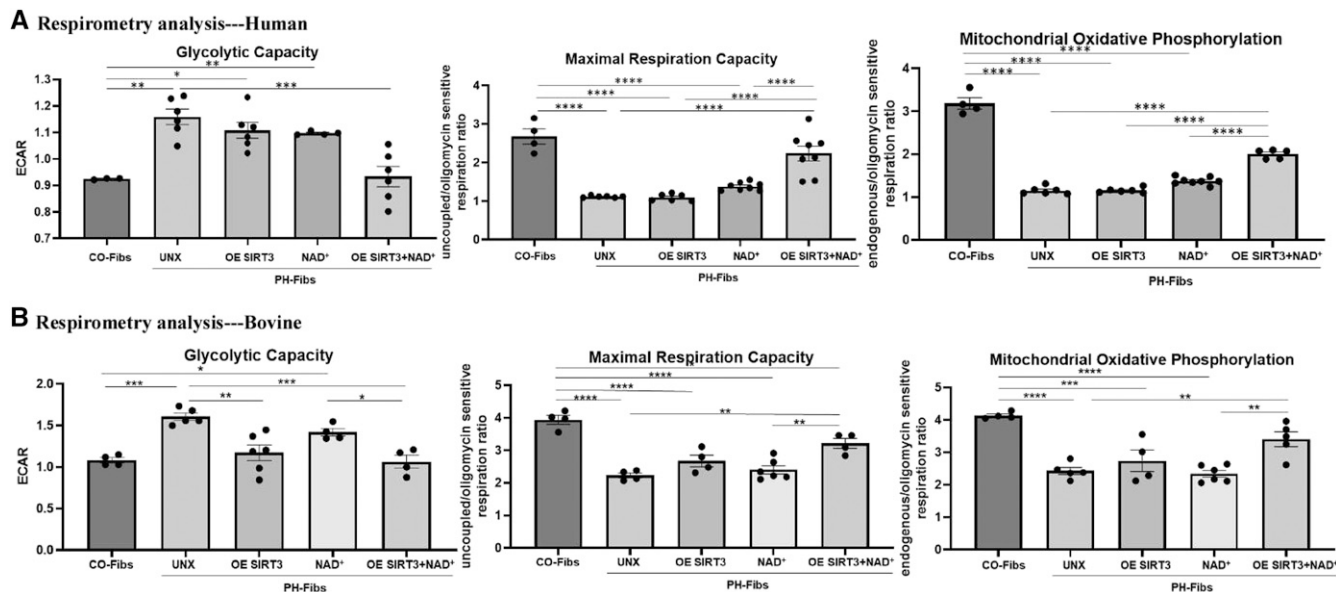 A Respirometry analysis---Human
Glycolytic Capacity
** 
*
** ***
ECAR
1.3
1.2
1.1
1.0
0.9
0.8
0.7
CO-Fibs UNX OE SIRT3 NAD⁺ OE SIRT3+NAD⁺
PH-Fibs
Maximal Respiration Capacity
**** ****
**** ****
**** ****
uncoupled/oligomycin sensitive
respiration ratio
4
3
2
1
0
CO-Fibs UNX OE SIRT3 NAD⁺ OE SIRT3+NAD⁺
PH-Fibs
Mitochondrial Oxidative Phosphorylation
****
****
****
****
****
****
endogenous/oligomycin sensitive
respiration ratio
4
3
2
1
0
CO-Fibs UNX OE SIRT3 NAD⁺ OE SIRT3+NAD⁺
PH-Fibs
B Respirometry analysis---Bovine
Glycolytic Capacity
*
*** ***
** *
ECAR
2.0
1.5
1.0
0.5
0.0
CO-Fibs UNX OE SIRT3 NAD⁺ OE SIRT3+NAD⁺
PH-Fibs
Maximal Respiration Capacity
**
****
****
****
**
**
uncoupled/oligomycin sensitive
respiration ratio
5
4
3
2
1
0
CO-Fibs UNX OE SIRT3 NAD⁺ OE SIRT3+NAD⁺
PH-Fibs
Mitochondrial Oxidative Phosphorylation
****
***
**** **
**
endogenous/oligomycin sensitive
respiration ratio
5
4
3
2
1
0
CO-Fibs UNX OE SIRT3 NAD⁺ OE SIRT3+NAD⁺
PH-Fibs